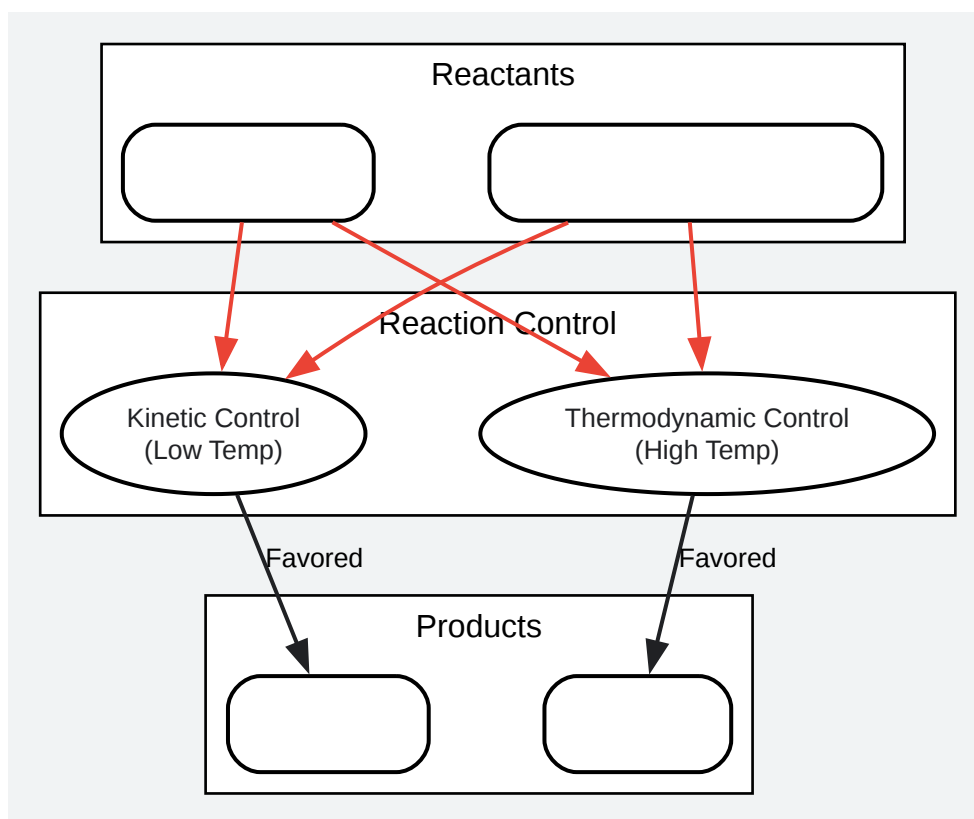 Reactants
Reaction Control
Kinetic Control
(Low Temp)
Thermodynamic Control
(High Temp)
Favored
Favored
Products